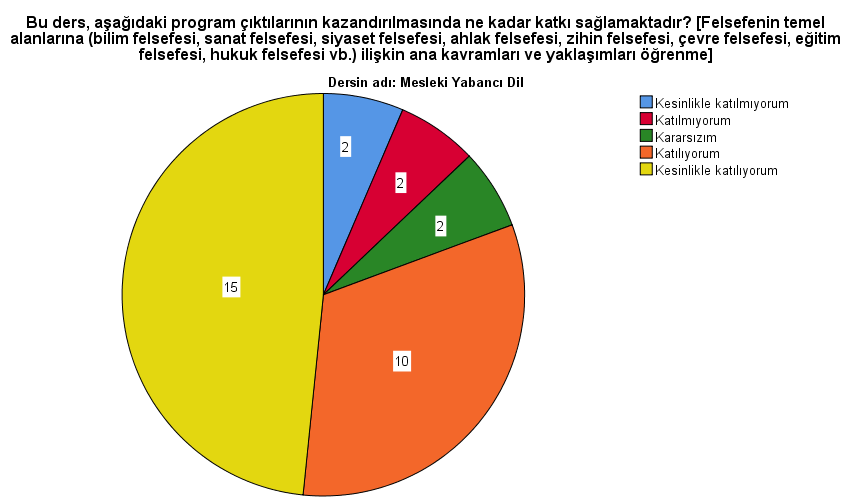 Bu ders, aşağıdaki program çıktılarının kazandırılmasında ne kadar katkı sağlamaktadır? [Felsefenin temel
alanlarına (bilim felsefesi, sanat felsefesi, siyaset felsefesi, ahlak felsefesi, zihin felsefesi, çevre felsefesi, eğitim
felsefesi, hukuk felsefesi vb.) ilişkin ana kavramları ve yaklaşımları öğrenme]
Dersin adı: Mesleki Yabancı Dil
Kesinlikle katılmıyorum
Katılmıyorum
Kararsızım
Katılıyorum
Kesinlikle katılıyorum
2
2
2
10
15